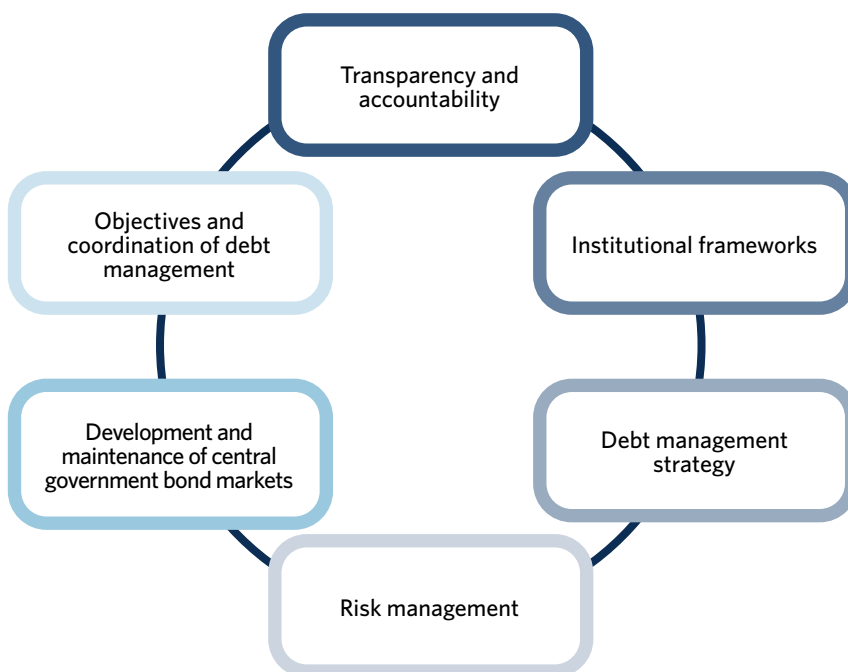 Transparency and
accountability
Institutional frameworks
Debt management
strategy
Risk management
Development and
maintenance of central
government bond markets
Objectives and
coordination of debt
management